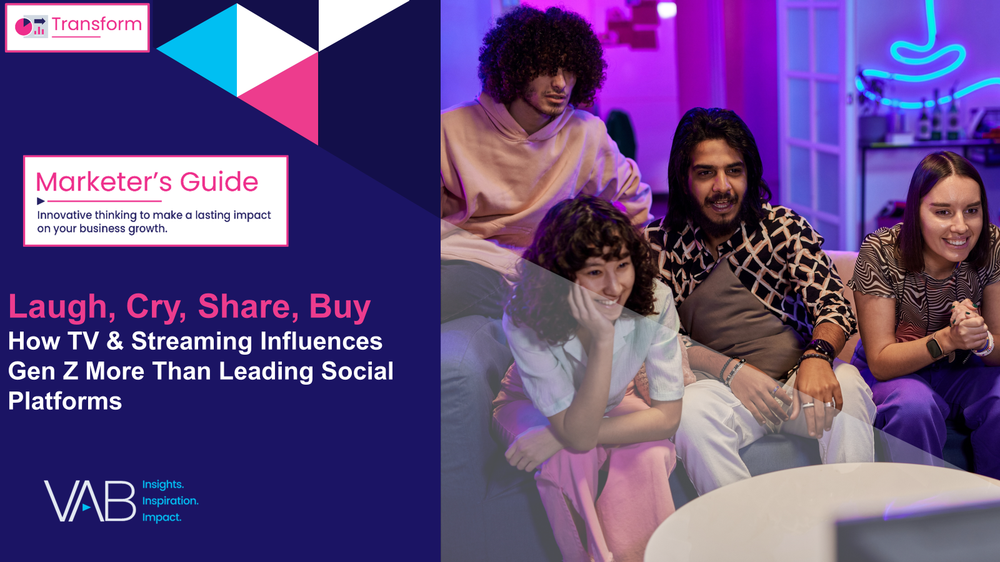 Transform
Marketer's Guide
Innovative thinking to make a lasting impact
on your business growth.
Laugh, Cry, Share, Buy
How TV & Streaming Influences
Gen Z More Than Leading Social
Platforms
VAB
Insights.
Inspiration.
Impact.